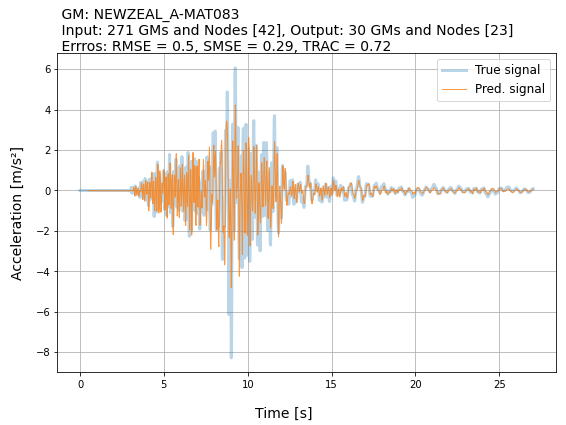 GM: NEWZEAL_A-MAT083
Input: 271 GMs and Nodes [42], Output: 30 GMs and Nodes [23]
Erros: RMSE = 0.5, SMSE = 0.29, TRAC = 0.72
True signal
Pred. signal
6
4
2
0
−2
−4
−6
−8
Acceleration [m/s²]
0
5
10
15
20
25
Time [s]